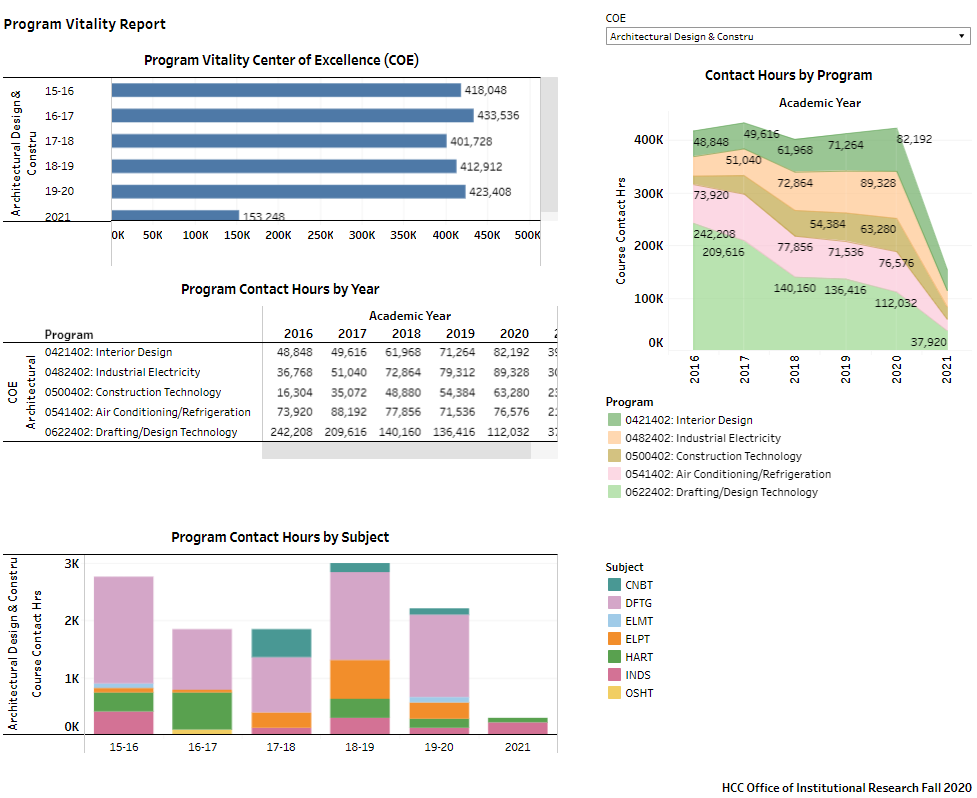 Program Vitality Report
COE
Architectural Design & Constru
Program Vitality Center of Excellence (COE)
Architectural Design &
Constru
15-16
418,048
16-17
433,536
17-18
401,728
18-19
412,912
19-20
423,408
2021
153,248
0K 50K 100K 150K 200K 250K 300K 350K 400K 450K 500K
Contact Hours by Program
Academic Year
Course Contact Hrs
400K
300K
200K
100K
0K
48,848
49,616
61,968
71,264
82,192
51,040
72,864
89,328
54,384
63,280
73,920
77,856
71,536
76,576
242,208
209,616
140,160
136,416
112,032
37,920
2016 2017 2018 2019 2020 2021
Program Contact Hours by Year
Academic Year
Program 2016 2017 2018 2019 2020 2
COE
Architectural
0421402: Interior Design 48,848 49,616 61,968 71,264 82,192 39
0482402: Industrial Electricity 36,768 51,040 72,864 79,312 89,328 30
0500402: Construction Technology 16,304 35,072 48,880 54,384 63,280 23
0541402: Air Conditioning/Refrigeration 73,920 88,192 77,856 71,536 76,576 21
0622402: Drafting/Design Technology 242,208 209,616 140,160 136,416 112,032 37
Program
0421402: Interior Design
0482402: Industrial Electricity
0500402: Construction Technology
0541402: Air Conditioning/Refrigeration
0622402: Drafting/Design Technology
Program Contact Hours by Subject
Architectural Design & Constru
Course Contact Hrs
3K
2K
1K
0K
15-16 16-17 17-18 18-19 19-20 2021
Subject
CNBT
DFTG
ELMT
ELPT
HART
INDS
OSHT
HCC Office of Institutional Research Fall 2020